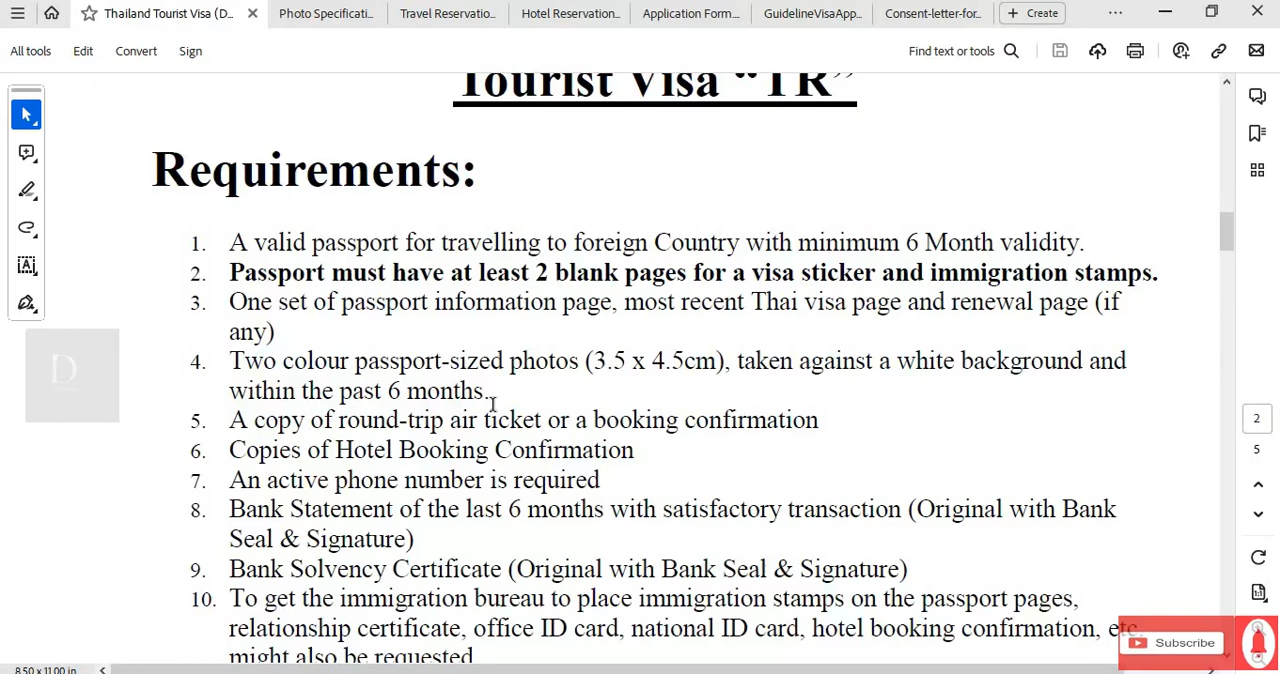 Thailand Tourist Visa (D...
Photo Specificati...
Travel Reservatio...
Hotel Reservation...
Application Form...
GuidelineVisaApp...
Consent-letter-for...
+ Create
All tools
Edit
Convert
Sign
Find text or tools
Tourist Visa “TR”
Requirements:
1. A valid passport for travelling to foreign Country with minimum 6 Month validity.
2. Passport must have at least 2 blank pages for a visa sticker and immigration stamps.
3. One set of passport information page, most recent Thai visa page and renewal page (if
any)
4. Two colour passport-sized photos (3.5 x 4.5cm), taken against a white background and
within the past 6 months.
5. A copy of round-trip air ticket or a booking confirmation
6. Copies of Hotel Booking Confirmation
7. An active phone number is required
8. Bank Statement of the last 6 months with satisfactory transaction (Original with Bank
Seal & Signature)
9. Bank Solvency Certificate (Original with Bank Seal & Signature)
10. To get the immigration bureau to place immigration stamps on the passport pages,
relationship certificate, office ID card, national ID card, hotel booking confirmation, etc.
might also be requested
D
2
5
Subscribe
8.50 x 11.00 in